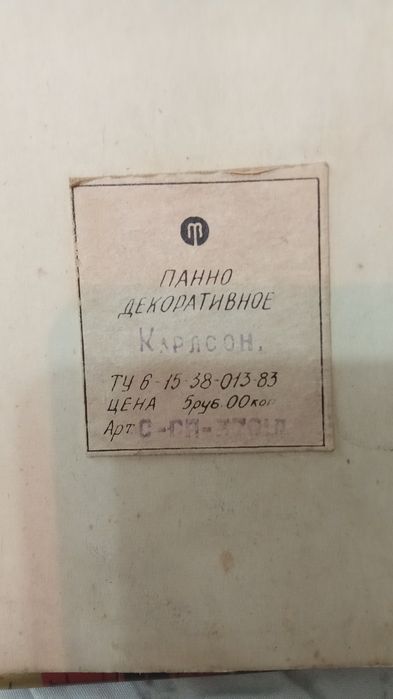 ПАННО
ДЕКОРАТИВНОЕ
КАРЛСОН.
ТУ 6-15-38-013-83
ЦЕНА 5руб.00коп
Арт.